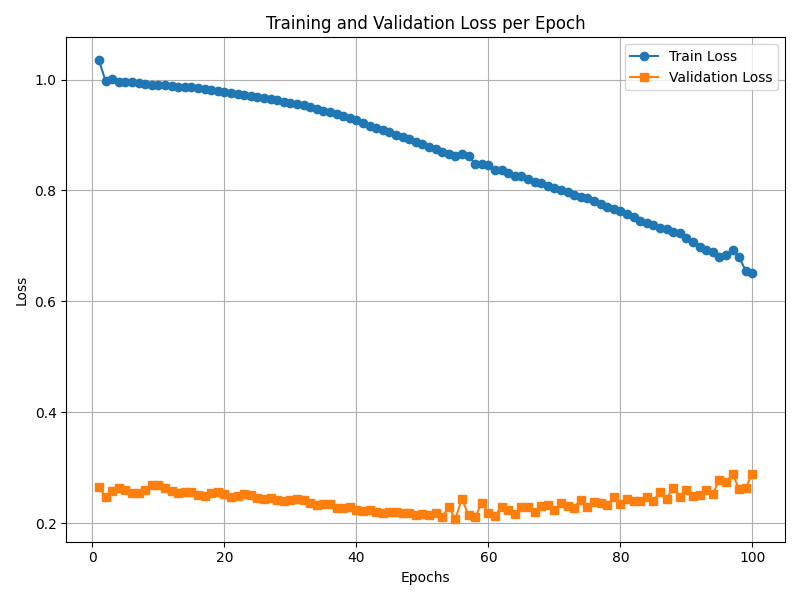 Training and Validation Loss per Epoch
Train Loss
Validation Loss
1.0
0.8
0.6
0.4
0.2
Loss
0 20 40 60 80 100
Epochs